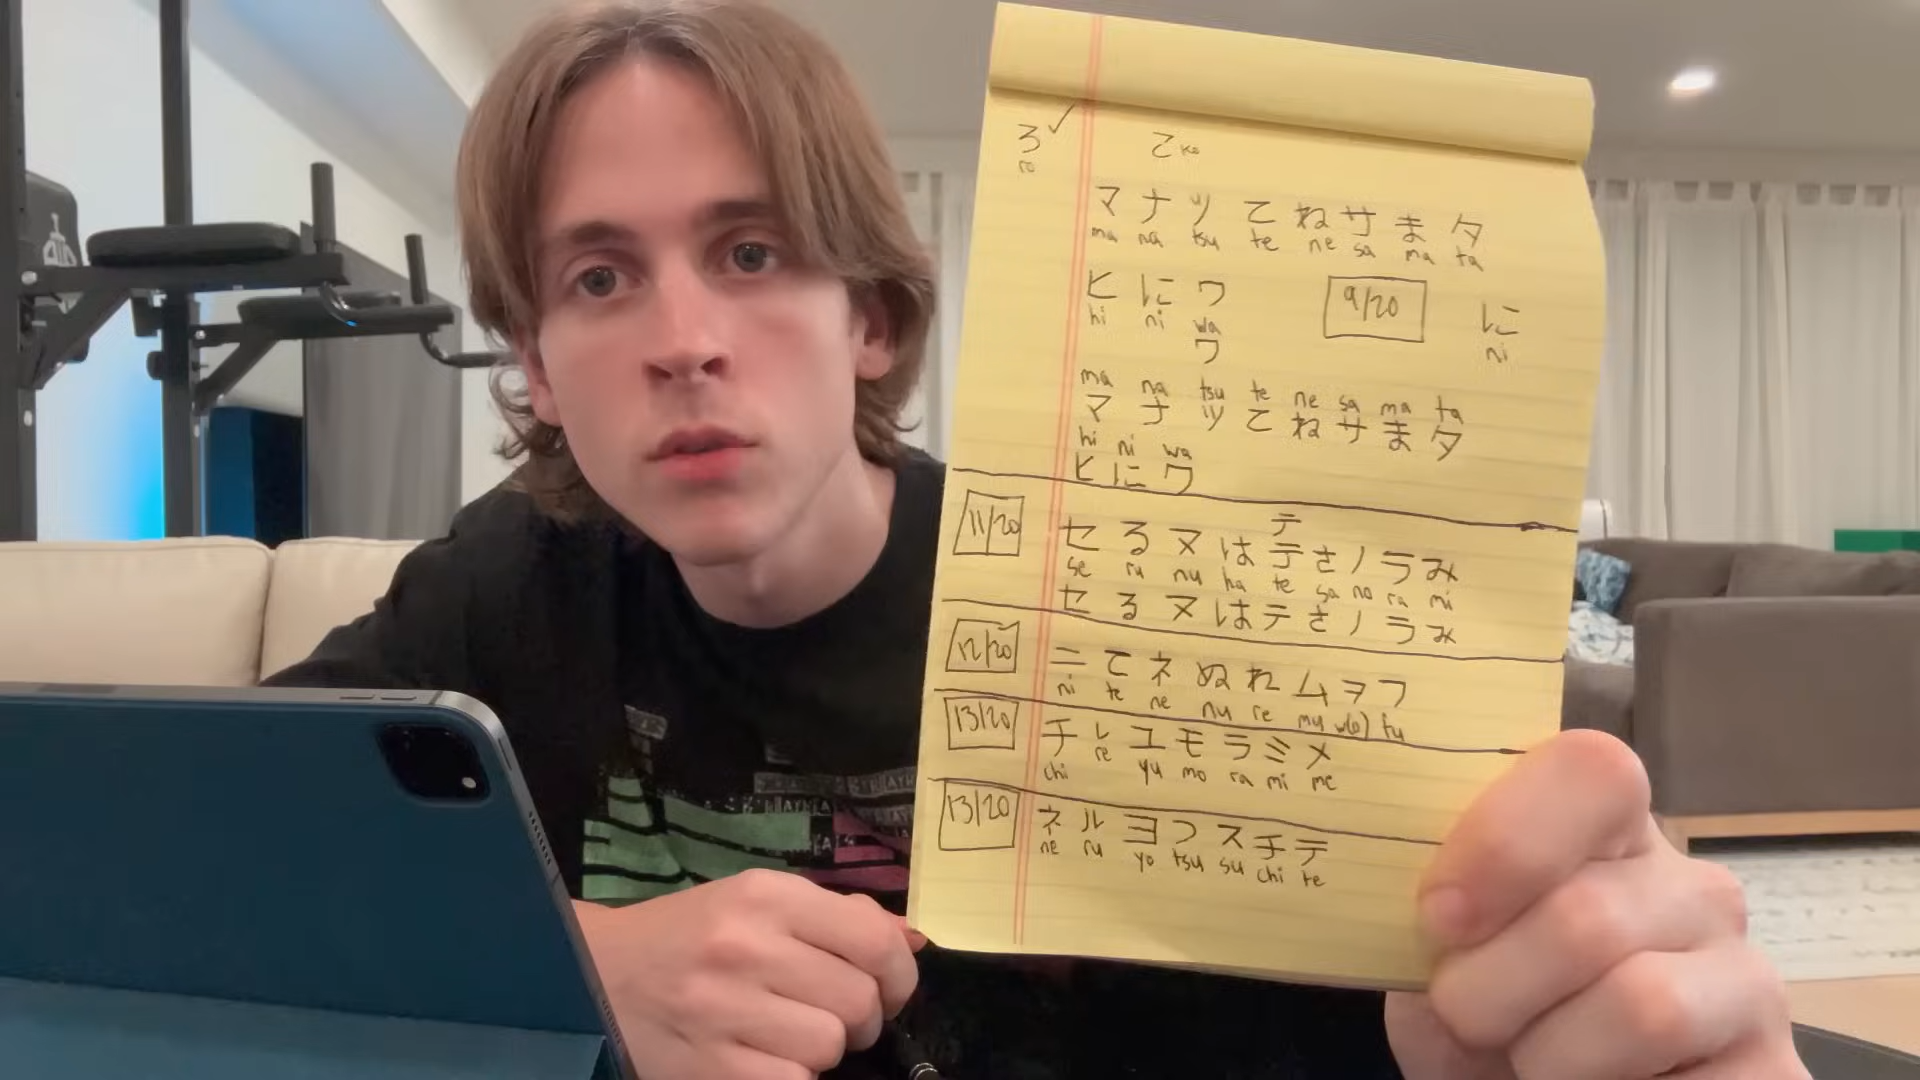 ろ✓ てke
ro
マ ナ ツ て ね サ ま タ
ma na tsu te ne sa ma ta
ヒ に ワ 9/20 に
hi ni wa ni
ワ
ma na tsu te ne sa ma ta
マ ナ ツ て ね サ ま タ
hi ni wa
ヒ に ワ
テ
11/20 セ る ヌ は テ さ ノ ラ み
se ru nu ha te sa no ra mi
セ る ヌ は テ さ ノ ラ み
12/20 ニ て ネ ぬ れ ム ヲ フ
ni te ne nu re mu w(o) fu
13/20 チ レ ユ モ ラ ミ メ
chi re yu mo ra mi me
13/20 ネ ル ヨ つ ス チ テ
ne ru yo tsu su chi te